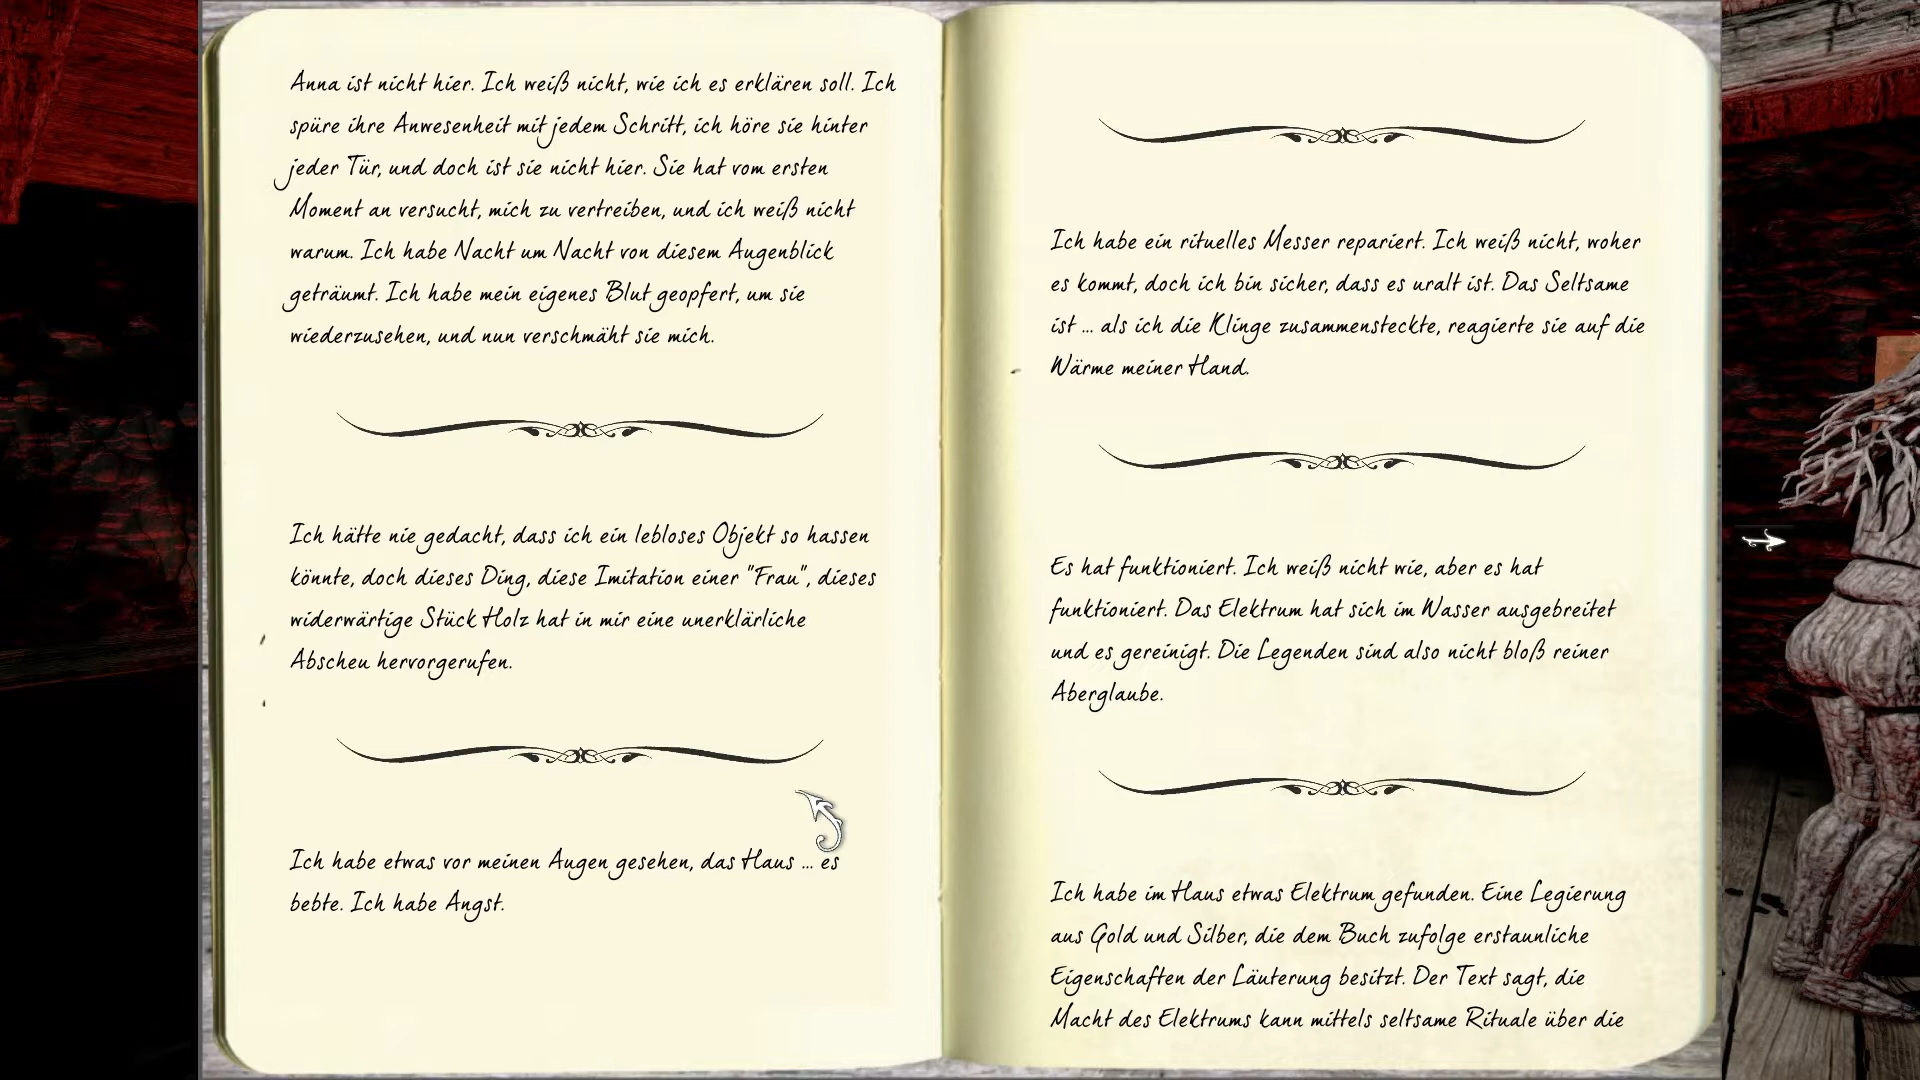 Anna ist nicht hier. Ich weiß nicht, wie ich es erklären soll. Ich
spüre ihre Anwesenheit mit jedem Schritt, ich höre sie hinter
jeder Tür, und doch ist sie nicht hier. Sie hat vom ersten
Moment an versucht, mich zu vertreiben, und ich weiß nicht
warum. Ich habe Nacht um Nacht von diesem Augenblick
geträumt. Ich habe mein eigenes Blut geopfert, um sie
wiederzusehen, und nun verschmäht sie mich.
Ich hätte nie gedacht, dass ich ein lebloses Objekt so hassen
könnte, doch dieses Ding, diese Imitation einer "Frau", dieses
widerwärtige Stück Holz hat in mir eine unerklärliche
Abscheu hervorgerufen.
Ich habe etwas vor meinen Augen gesehen, das Haus ... es
bebte. Ich habe Angst.
Ich habe ein rituelles Messer repariert. Ich weiß nicht, woher
es kommt, doch ich bin sicher, dass es uralt ist. Das Seltsame
ist ... als ich die Klinge zusammensteckte, reagierte sie auf die
Wärme meiner Hand.
Es hat funktioniert. Ich weiß nicht wie, aber es hat
funktioniert. Das Elektrum hat sich im Wasser ausgebreitet
und es gereinigt. Die Legenden sind also nicht bloß reiner
Aberglaube.
Ich habe im Haus etwas Elektrum gefunden. Eine Legierung
aus Gold und Silber, die dem Buch zufolge erstaunliche
Eigenschaften der Läuterung besitzt. Der Text sagt, die
Macht des Elektrums kann mittels seltsame Rituale über die